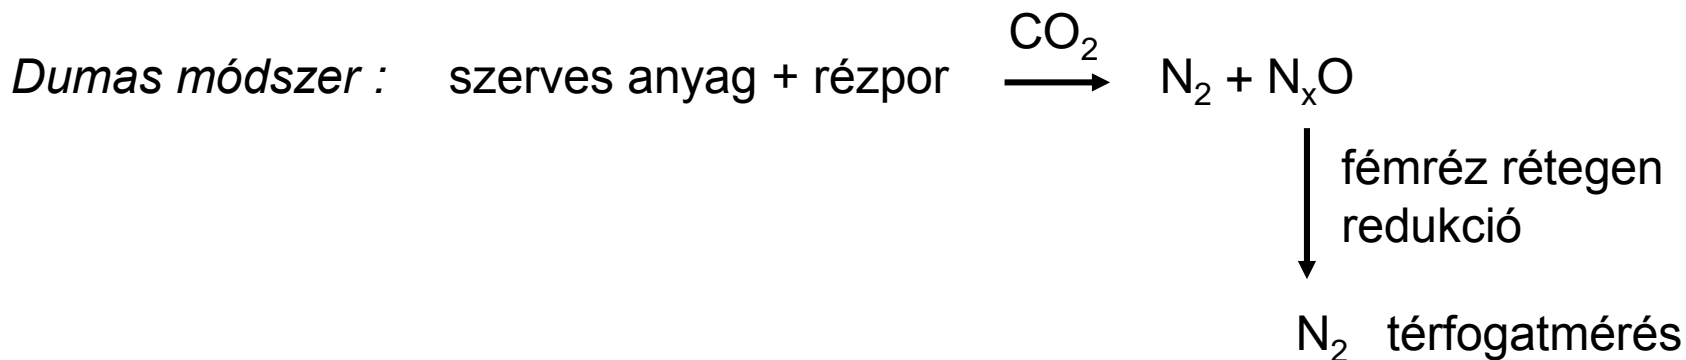 CO₂
Dumas módszer : szerves anyag + rézpor → N₂ + NₓO
fémréz rétegen
redukció
N₂ térfogatmérés